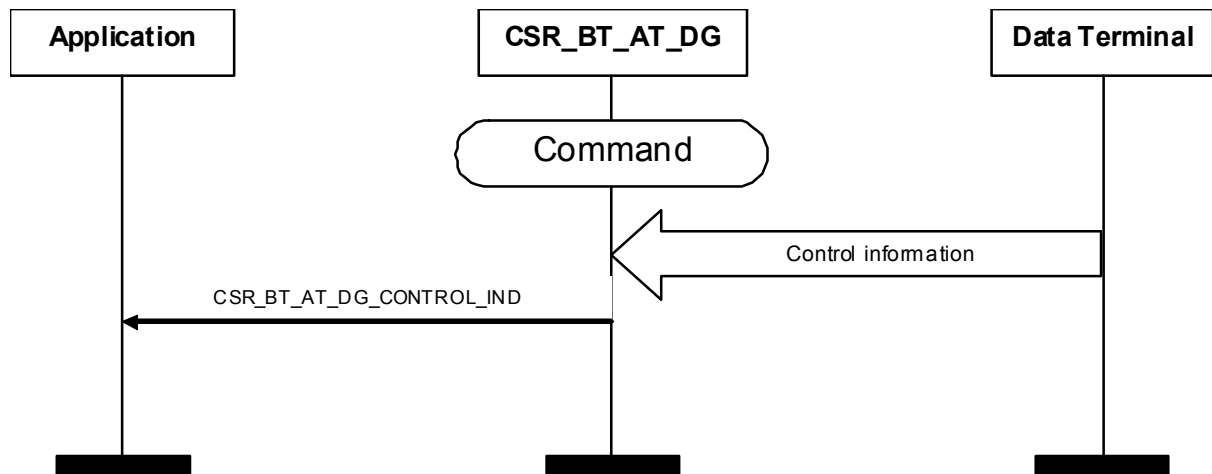 Application
CSR_BT_AT_DG
Data Terminal
Command
Control information
CSR_BT_AT_DG_CONTROL_IND